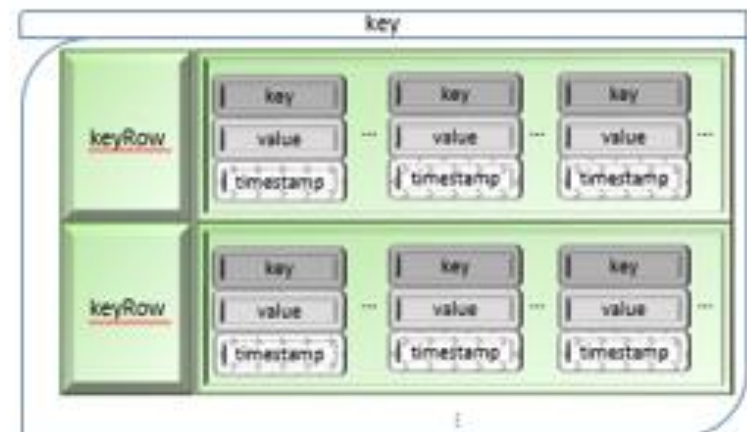 key
key key key
keyRow value ... value ... value ...
timestamp timestamp timestamp
key key key
keyRow value ... value ... value ...
timestamp timestamp timestamp
⋮